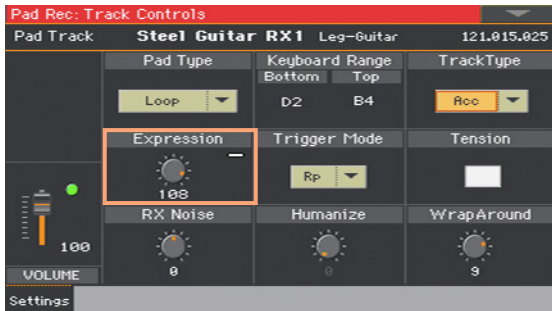 Pad Rec: Track Controls
Pad Track Steel Guitar RX1 Leg-Guitar 121.015.025
Pad Type Keyboard Range TrackType
Bottom Top
Loop D2 B4 Acc
Expression Trigger Mode Tension
Rp
108
RX Noise Humanize WrapAround
100
VOLUME 0 0 9
Settings